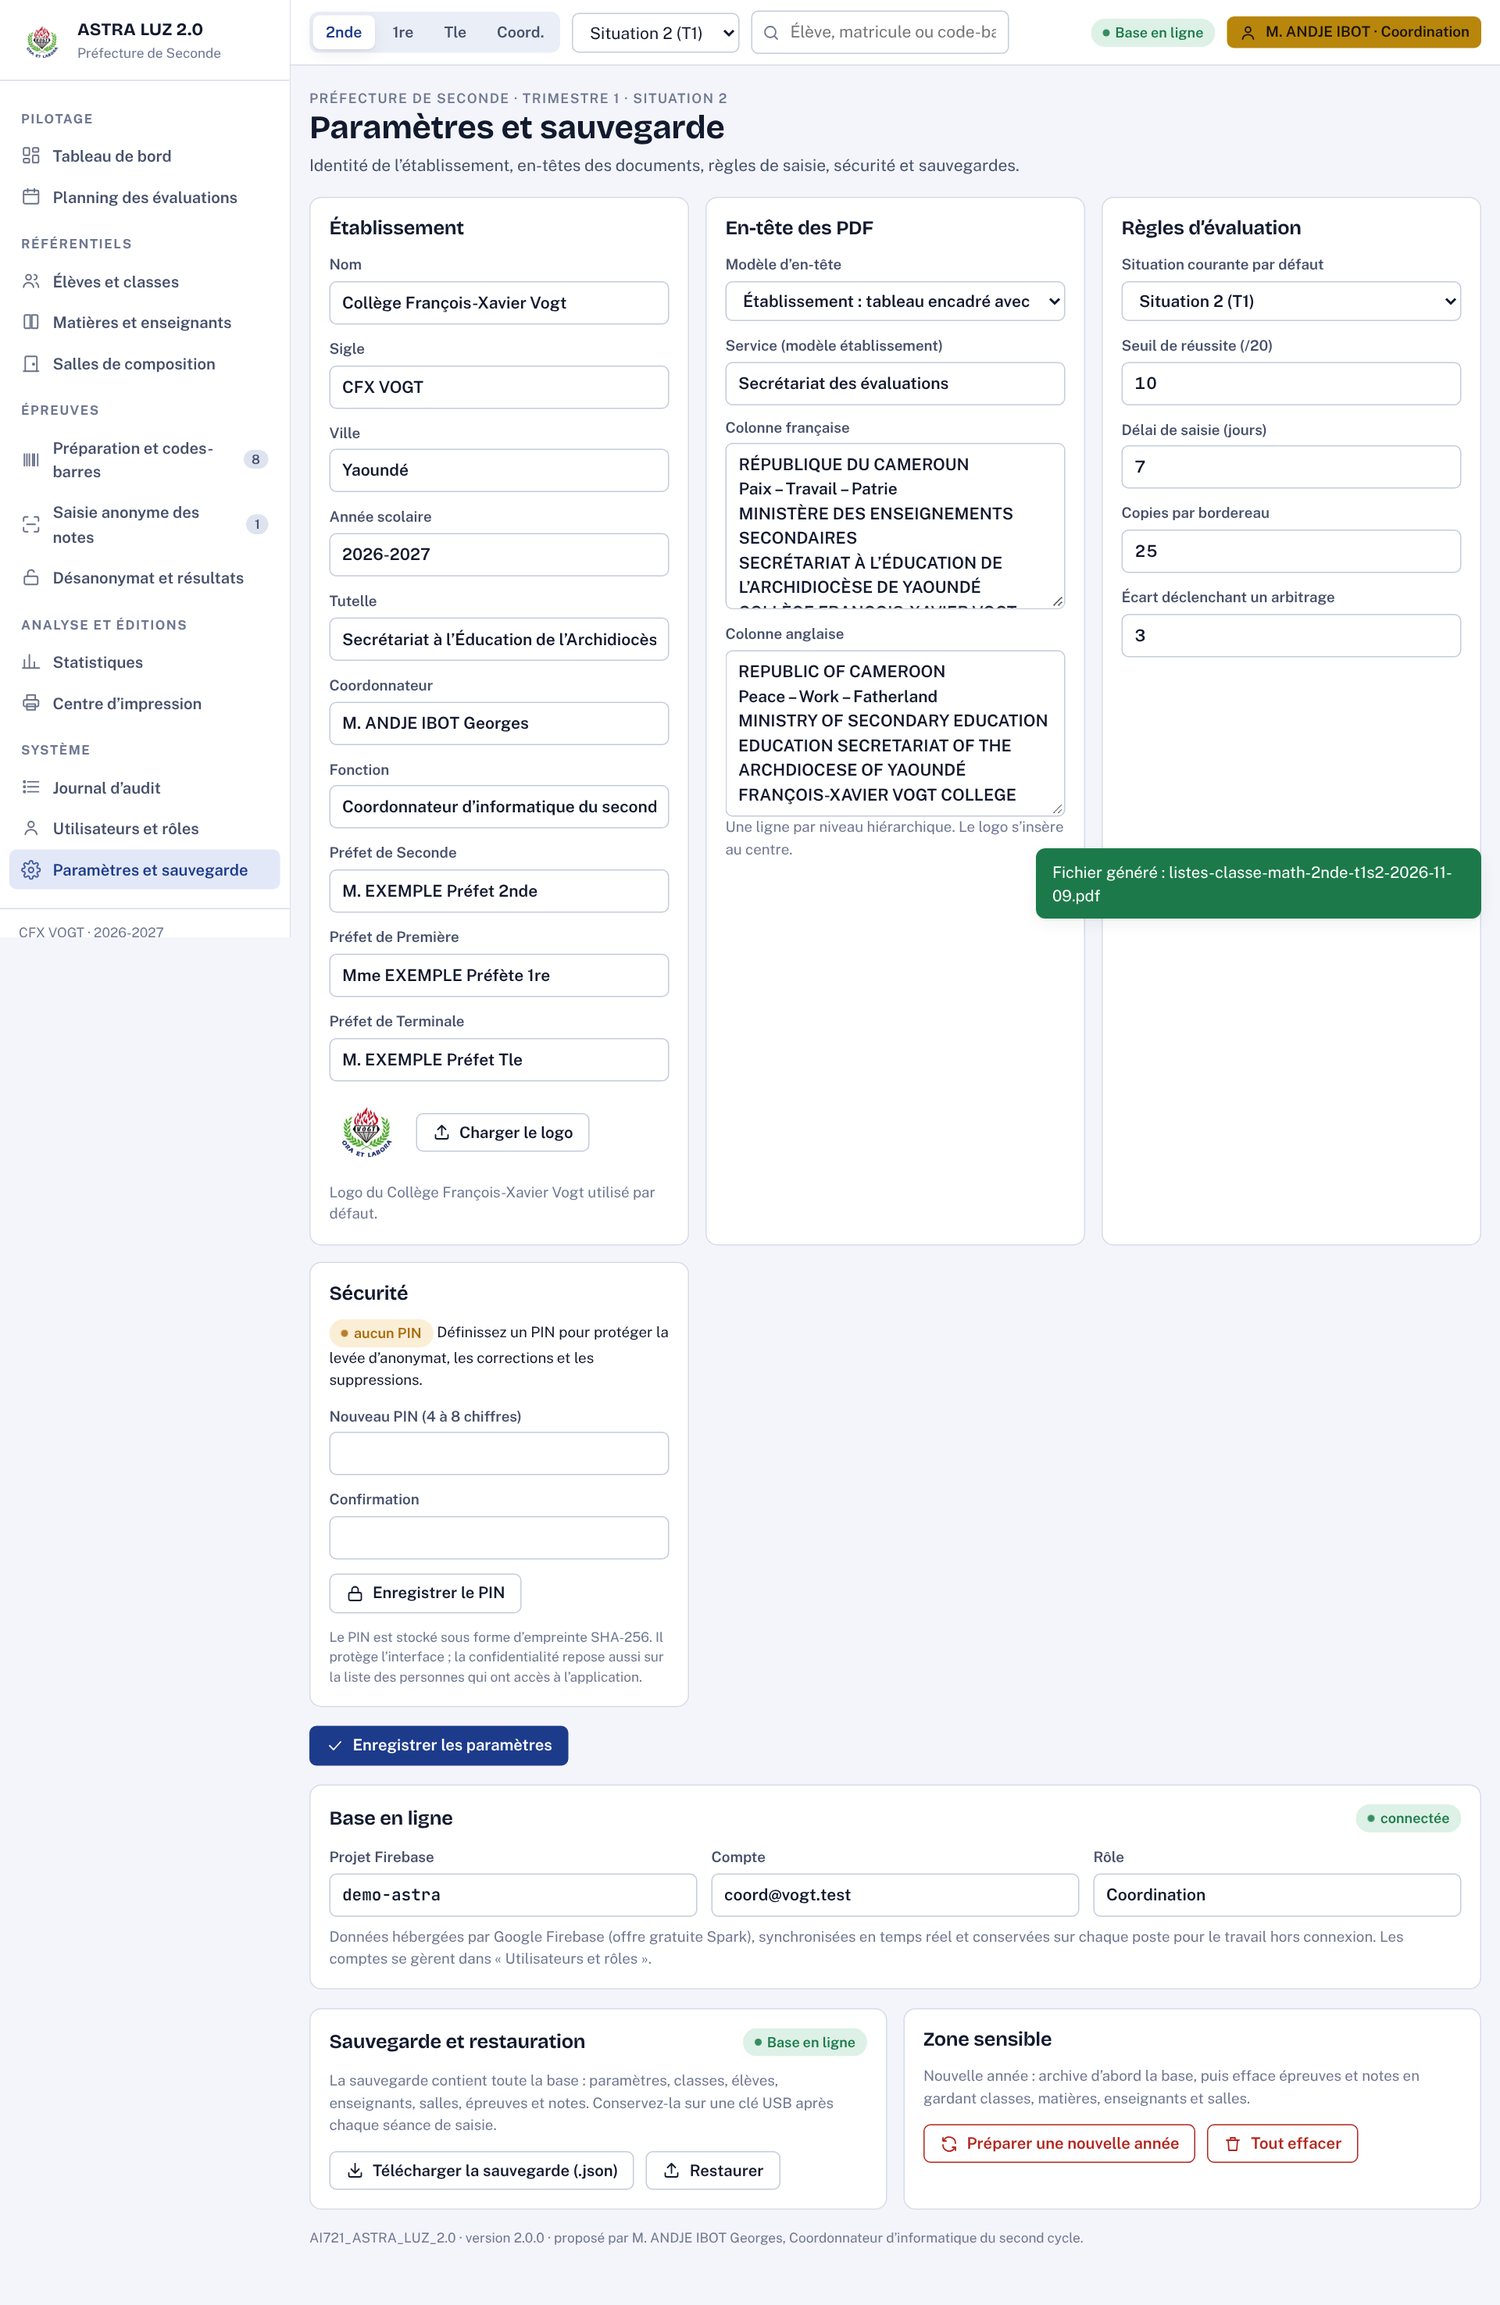 ASTRA LUZ 2.0
Préfecture de Seconde
PILOTAGE
Tableau de bord
Planning des évaluations
RÉFÉRENTIELS
Élèves et classes
Matières et enseignants
Salles de composition
ÉPREUVES
Préparation et codes-
barres
8
Saisie anonyme des
notes
1
Désanonymat et résultats
ANALYSE ET ÉDITIONS
Statistiques
Centre d’impression
SYSTÈME
Journal d’audit
Utilisateurs et rôles
Paramètres et sauvegarde
CFX VOGT · 2026-2027
2nde
1re
Tle
Coord.
Situation 2 (T1)
Élève, matricule ou code-ba
Base en ligne
M. ANDJE IBOT · Coordination
PRÉFECTURE DE SECONDE · TRIMESTRE 1 · SITUATION 2
Paramètres et sauvegarde
Identité de l’établissement, en-têtes des documents, règles de saisie, sécurité et sauvegardes.
Établissement
Nom
Collège François-Xavier Vogt
Sigle
CFX VOGT
Ville
Yaoundé
Année scolaire
2026-2027
Tutelle
Secrétariat à l’Éducation de l’Archidiocès
Coordonnateur
M. ANDJE IBOT Georges
Fonction
Coordonnateur d’informatique du second
Préfet de Seconde
M. EXEMPLE Préfet 2nde
Préfet de Première
Mme EXEMPLE Préfète 1re
Préfet de Terminale
M. EXEMPLE Préfet Tle
VOGT
ORA ET LABORA
Charger le logo
Logo du Collège François-Xavier Vogt utilisé par
défaut.
En-tête des PDF
Modèle d’en-tête
Établissement : tableau encadré avec
Service (modèle établissement)
Secrétariat des évaluations
Colonne française
RÉPUBLIQUE DU CAMEROUN
Paix – Travail – Patrie
MINISTÈRE DES ENSEIGNEMENTS
SECONDAIRES
SECRÉTARIAT À L’ÉDUCATION DE
L’ARCHIDIOCÈSE DE YAOUNDÉ
COLLÈGE FRANÇOIS-XAVIER VOGT
Colonne anglaise
REPUBLIC OF CAMEROON
Peace – Work – Fatherland
MINISTRY OF SECONDARY EDUCATION
EDUCATION SECRETARIAT OF THE
ARCHDIOCESE OF YAOUNDÉ
FRANÇOIS-XAVIER VOGT COLLEGE
Une ligne par niveau hiérarchique. Le logo s’insère
au centre.
Règles d’évaluation
Situation courante par défaut
Situation 2 (T1)
Seuil de réussite (/20)
10
Délai de saisie (jours)
7
Copies par bordereau
25
Écart déclenchant un arbitrage
3
Fichier généré : listes-classe-math-2nde-t1s2-2026-11-
09.pdf
Sécurité
aucun PIN Définissez un PIN pour protéger la
levée d’anonymat, les corrections et les
suppressions.
Nouveau PIN (4 à 8 chiffres)
Confirmation
Enregistrer le PIN
Le PIN est stocké sous forme d’empreinte SHA-256. Il
protège l’interface ; la confidentialité repose aussi sur
la liste des personnes qui ont accès à l’application.
Enregistrer les paramètres
Base en ligne
connectée
Projet Firebase
demo-astra
Compte
coord@vogt.test
Rôle
Coordination
Données hébergées par Google Firebase (offre gratuite Spark), synchronisées en temps réel et conservées sur chaque poste pour le travail hors connexion. Les
comptes se gèrent dans « Utilisateurs et rôles ».
Sauvegarde et restauration
Base en ligne
La sauvegarde contient toute la base : paramètres, classes, élèves,
enseignants, salles, épreuves et notes. Conservez-la sur une clé USB après
chaque séance de saisie.
Télécharger la sauvegarde (.json)
Restaurer
Zone sensible
Nouvelle année : archive d’abord la base, puis efface épreuves et notes en
gardant classes, matières, enseignants et salles.
Préparer une nouvelle année
Tout effacer
AI721_ASTRA_LUZ_2.0 · version 2.0.0 · proposé par M. ANDJE IBOT Georges, Coordonnateur d’informatique du second cycle.